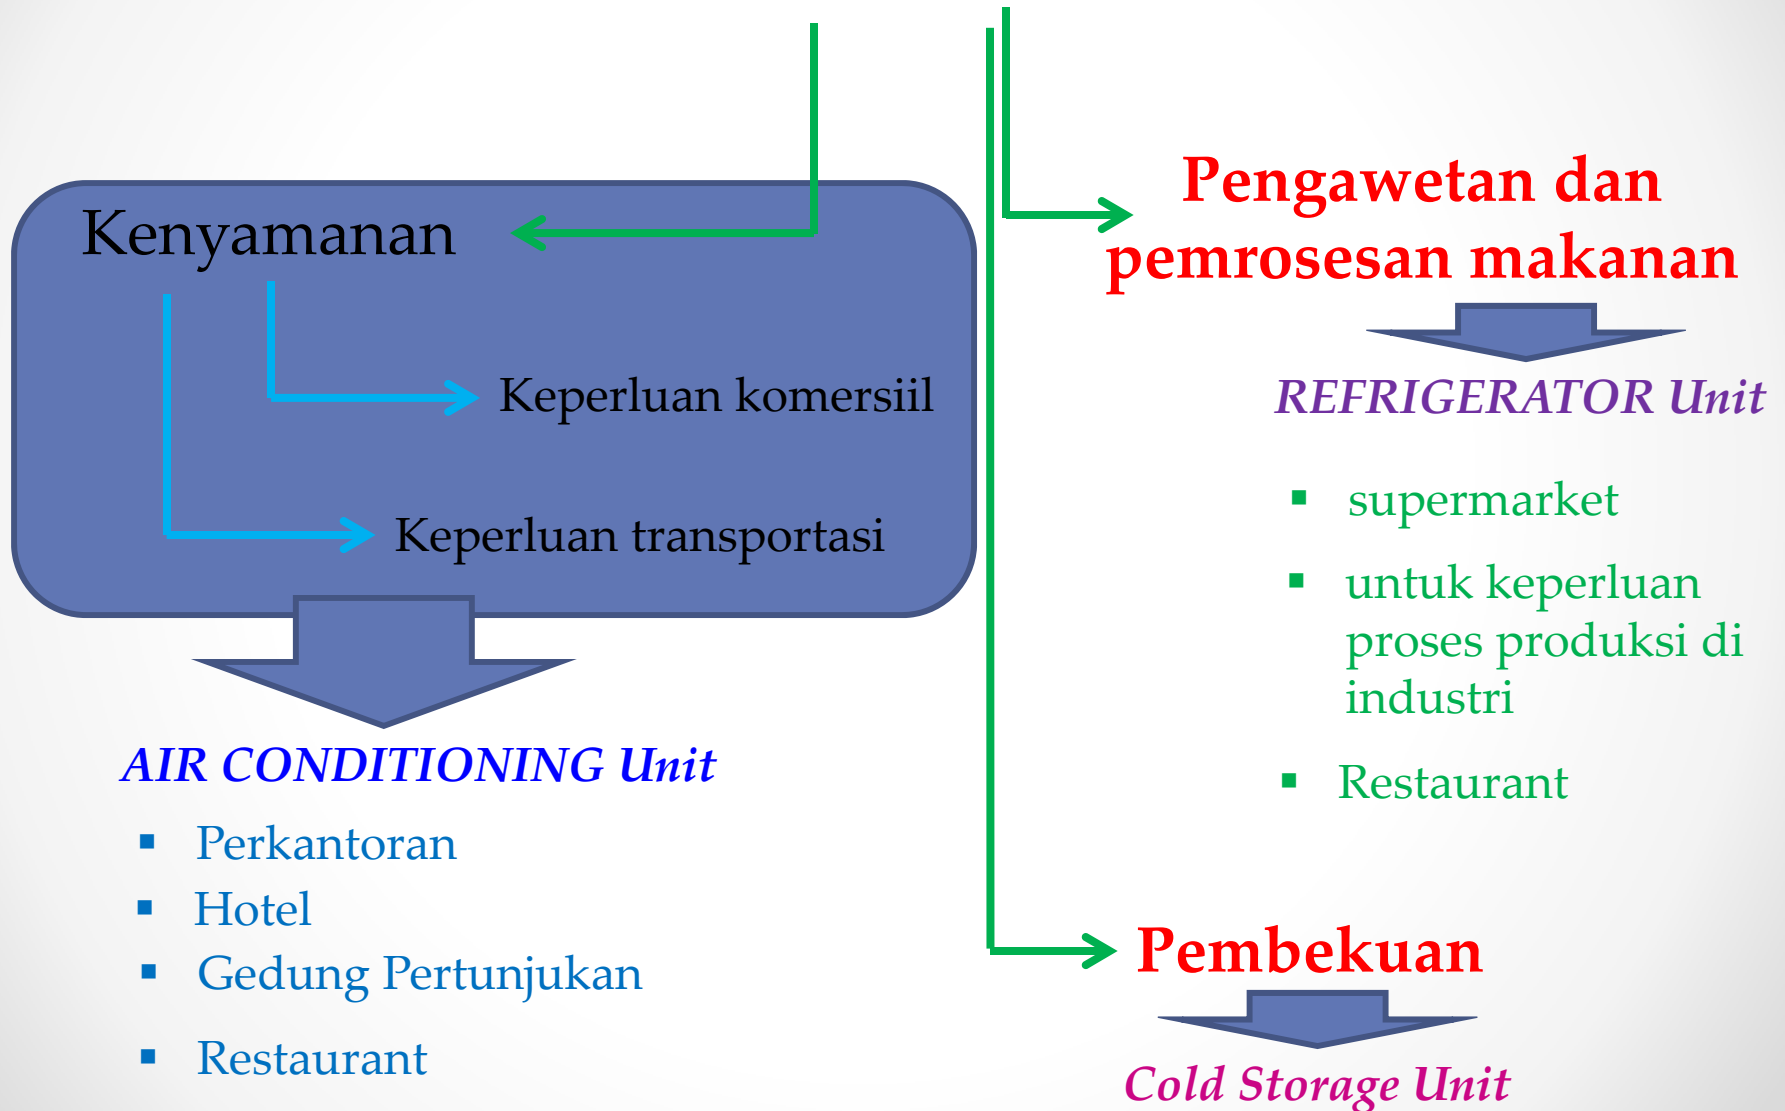 Kenyamanan
Keperluan komersiil
Keperluan transportasi
AIR CONDITIONING Unit
▪ Perkantoran
▪ Hotel
▪ Gedung Pertunjukan
▪ Restaurant
Pengawetan dan
pemrosesan makanan
REFRIGERATOR Unit
▪ supermarket
▪ untuk keperluan
proses produksi di
industri
▪ Restaurant
Pembekuan
Cold Storage Unit